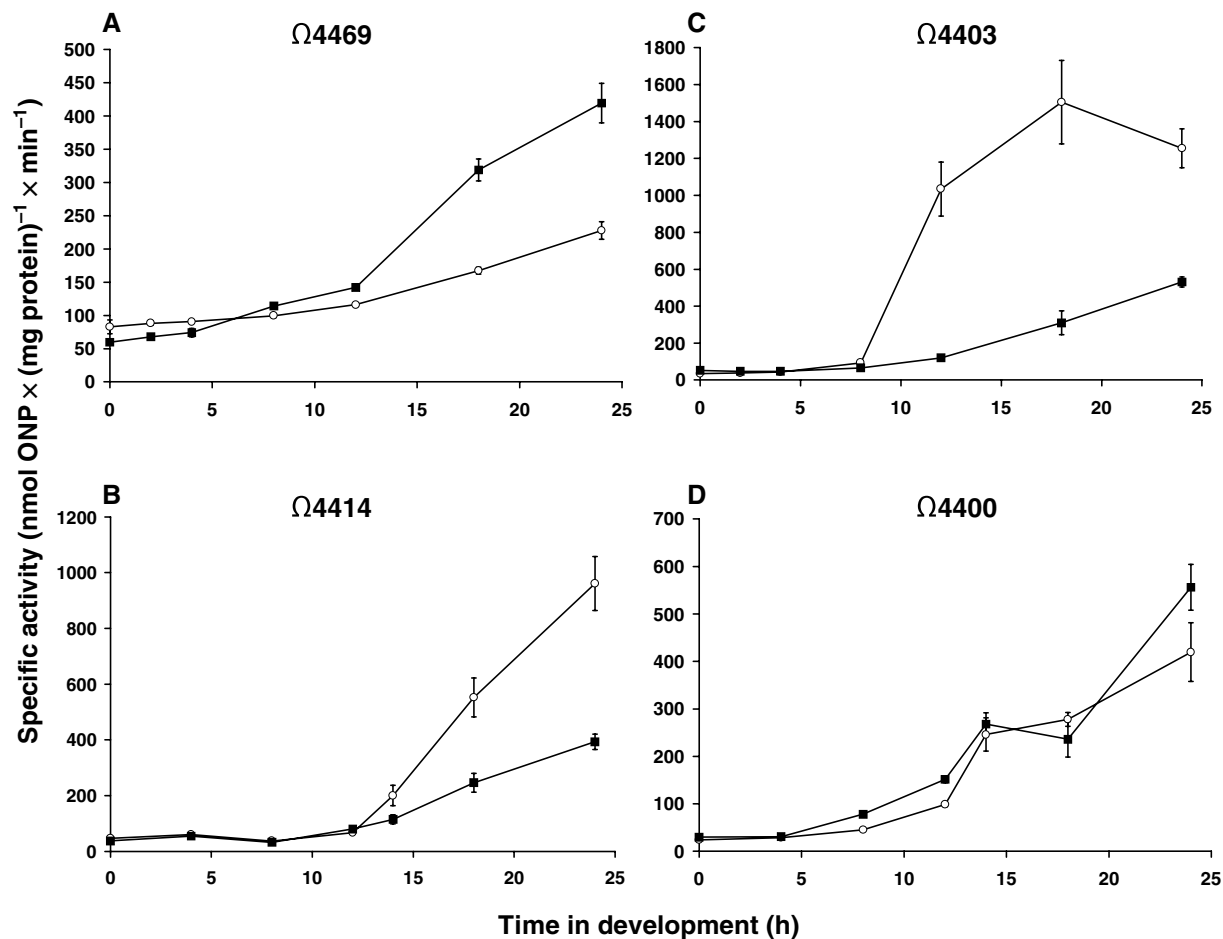 Specific activity (nmol ONP × (mg protein)⁻¹ × min⁻¹)
A
Ω4469
500
450
400
350
300
250
200
150
100
50
0
0 5 10 15 20 25
C
Ω4403
1800
1600
1400
1200
1000
800
600
400
200
0
0 5 10 15 20 25
B
Ω4414
1200
1000
800
600
400
200
0
0 5 10 15 20 25
D
Ω4400
700
600
500
400
300
200
100
0
0 5 10 15 20 25
Time in development (h)